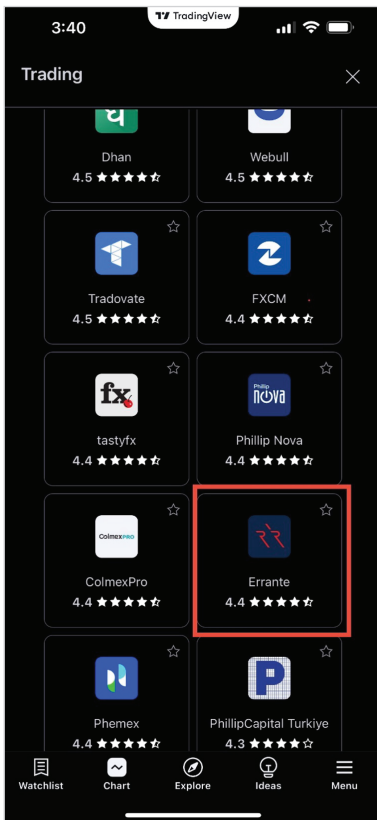 3:40
TradingView
Trading
Dhan
4.5
Webull
4.5
Tradovate
4.5
FXCM
4.4
fx
tastyfx
4.4
Phillip
nova
Phillip Nova
4.4
ColmexPRO
ColmexPro
4.4
Errante
4.4
Phemex
4.4
P
PhillipCapital Turkiye
4.3
Watchlist
Chart
Explore
Ideas
Menu